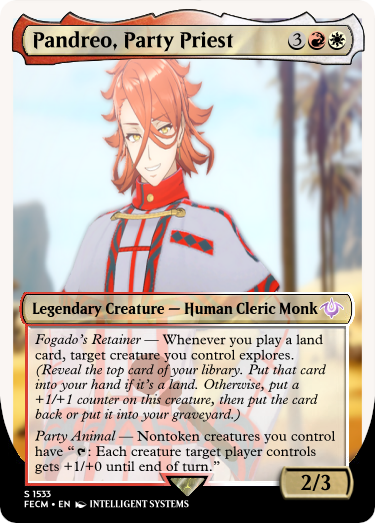 Pandreo, Party Priest 3
Legendary Creature — Human Cleric Monk
Fogado's Retainer — Whenever you play a land
card, target creature you control explores.
(Reveal the top card of your library. Put that card
into your hand if it's a land. Otherwise, put a
+1/+1 counter on this creature, then put the card
back or put it into your graveyard.)
Party Animal — Nontoken creatures you control
have “ : Each creature target player controls
gets +1/+0 until end of turn.”
2/3
S 1533
FECM • EN INTELLIGENT SYSTEMS